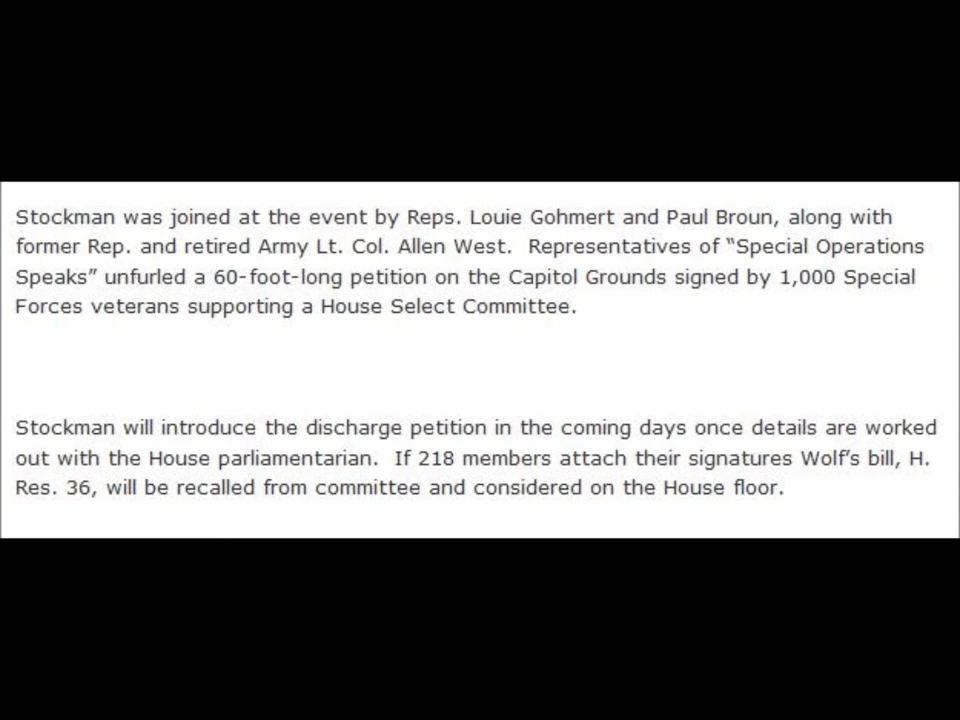 Stockman was joined at the event by Reps. Louie Gohmert and Paul Broun, along with
former Rep. and retired Army Lt. Col. Allen West.  Representatives of “Special Operations
Speaks” unfurled a 60-foot-long petition on the Capitol Grounds signed by 1,000 Special
Forces veterans supporting a House Select Committee.
Stockman will introduce the discharge petition in the coming days once details are worked
out with the House parliamentarian.  If 218 members attach their signatures Wolf’s bill, H.
Res. 36, will be recalled from committee and considered on the House floor.